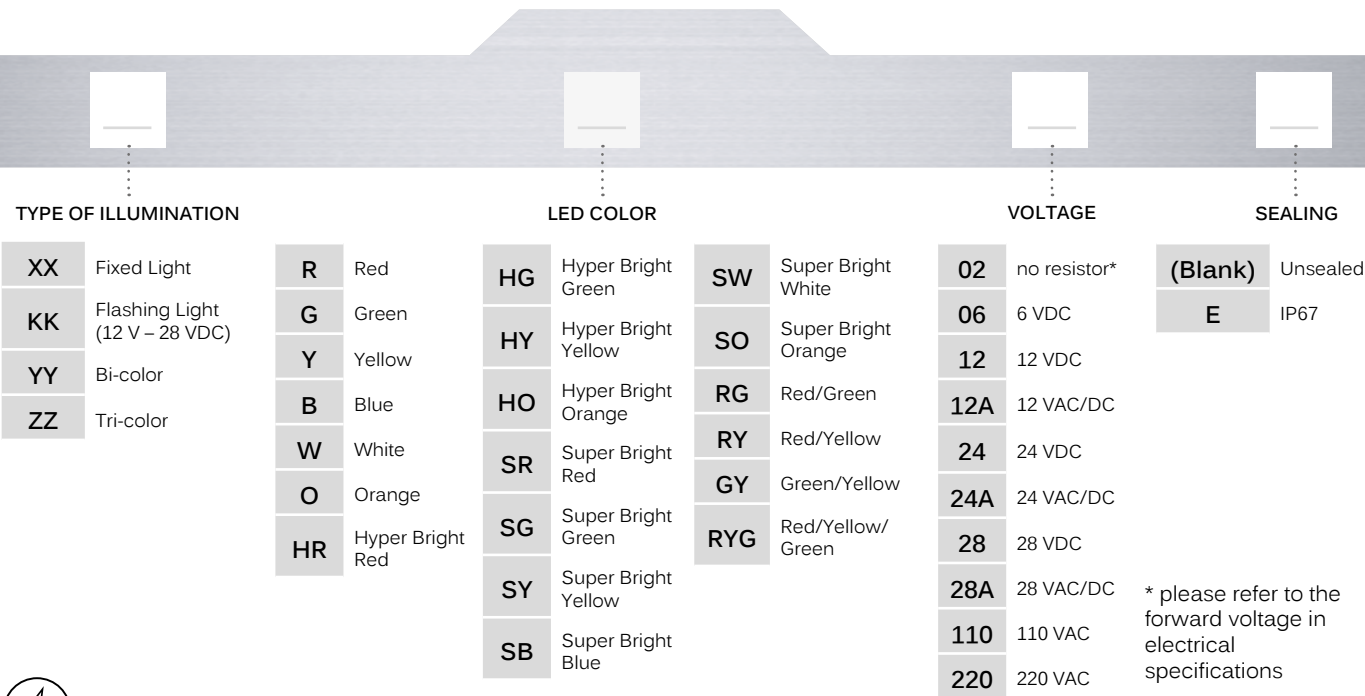 TYPE OF ILLUMINATION
XX Fixed Light
KK Flashing Light
(12 V – 28 VDC)
YY Bi-color
ZZ Tri-color
LED COLOR
R Red
G Green
Y Yellow
B Blue
W White
O Orange
HR Hyper Bright
Red
HG Hyper Bright
Green
HY Hyper Bright
Yellow
HO Hyper Bright
Orange
SR Super Bright
Red
SG Super Bright
Green
SY Super Bright
Yellow
SB Super Bright
Blue
SW Super Bright
White
SO Super Bright
Orange
RG Red/Green
RY Red/Yellow
GY Green/Yellow
RYG Red/Yellow/
Green
VOLTAGE
02 no resistor*
06 6 VDC
12 12 VDC
12A 12 VAC/DC
24 24 VDC
24A 24 VAC/DC
28 28 VDC
28A 28 VAC/DC
110 110 VAC
220 220 VAC
SEALING
(Blank) Unsealed
E IP67
* please refer to the
forward voltage in
electrical
specifications